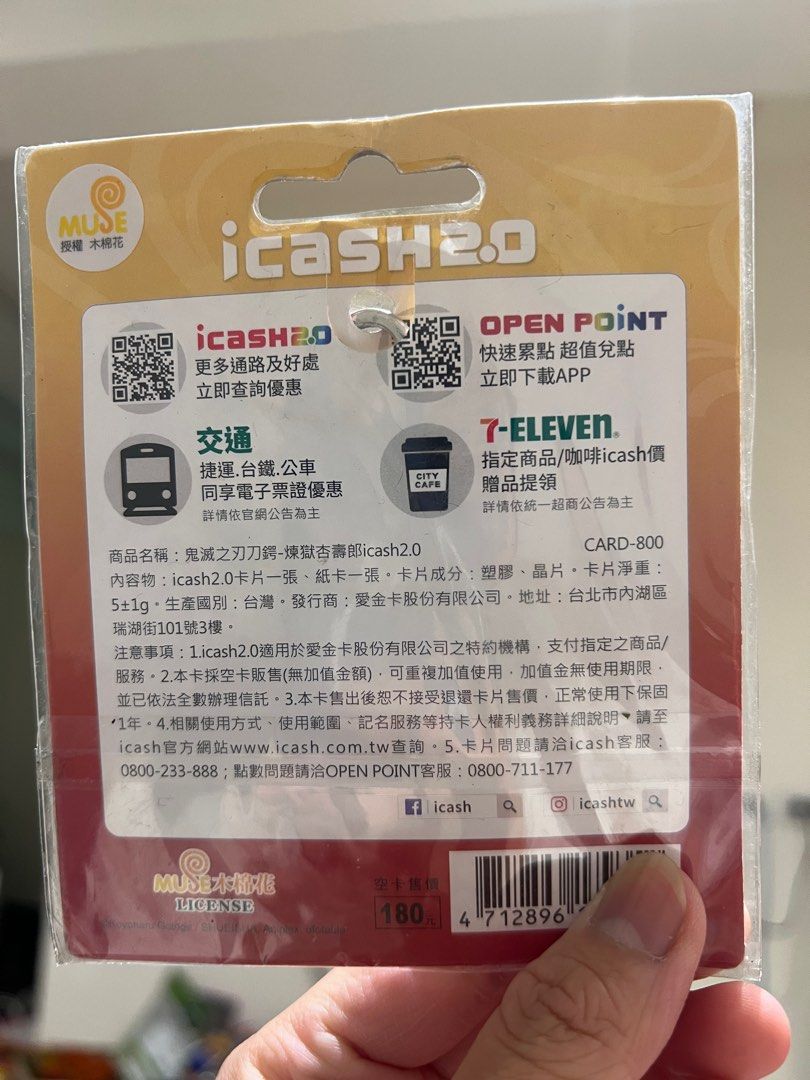 MUSE
授權 木棉花
icash2.0
icash2.0
更多通路及好處
立即查詢優惠
OPEN POiNT
快速累點 超值兌點
立即下載APP
交通
捷運.台鐵.公車
同享電子票證優惠
詳情依官網公告為主
CITY
CAFE
7-ELEVEn®
指定商品/咖啡icash價
贈品提領
詳情依統一超商公告為主
商品名稱：鬼滅之刃刀鍔-煉獄杏壽郎icash2.0 CARD-800
內容物：icash2.0卡片一張、紙卡一張。卡片成分：塑膠、晶片。卡片淨重：
5±1g。生產國別：台灣。發行商：愛金卡股份有限公司。地址：台北市內湖區
瑞湖街101號3樓。
注意事項：1.icash2.0適用於愛金卡股份有限公司之特約機構，支付指定之商品/
服務。2.本卡採空卡販售(無加值金額)，可重複加值使用，加值金無使用期限，
並已依法全數辦理信託。3.本卡售出後恕不接受退還卡片售價，正常使用下保固
1年。4.相關使用方式、使用範圍、記名服務等持卡人權利義務詳細說明，請至
icash官方網站www.icash.com.tw查詢。5.卡片問題請洽icash客服：
0800-233-888；點數問題請洽OPEN POINT客服：0800-711-177
icash
icashtw
MUSE木棉花
LICENSE
空卡售價
180元
4 712896